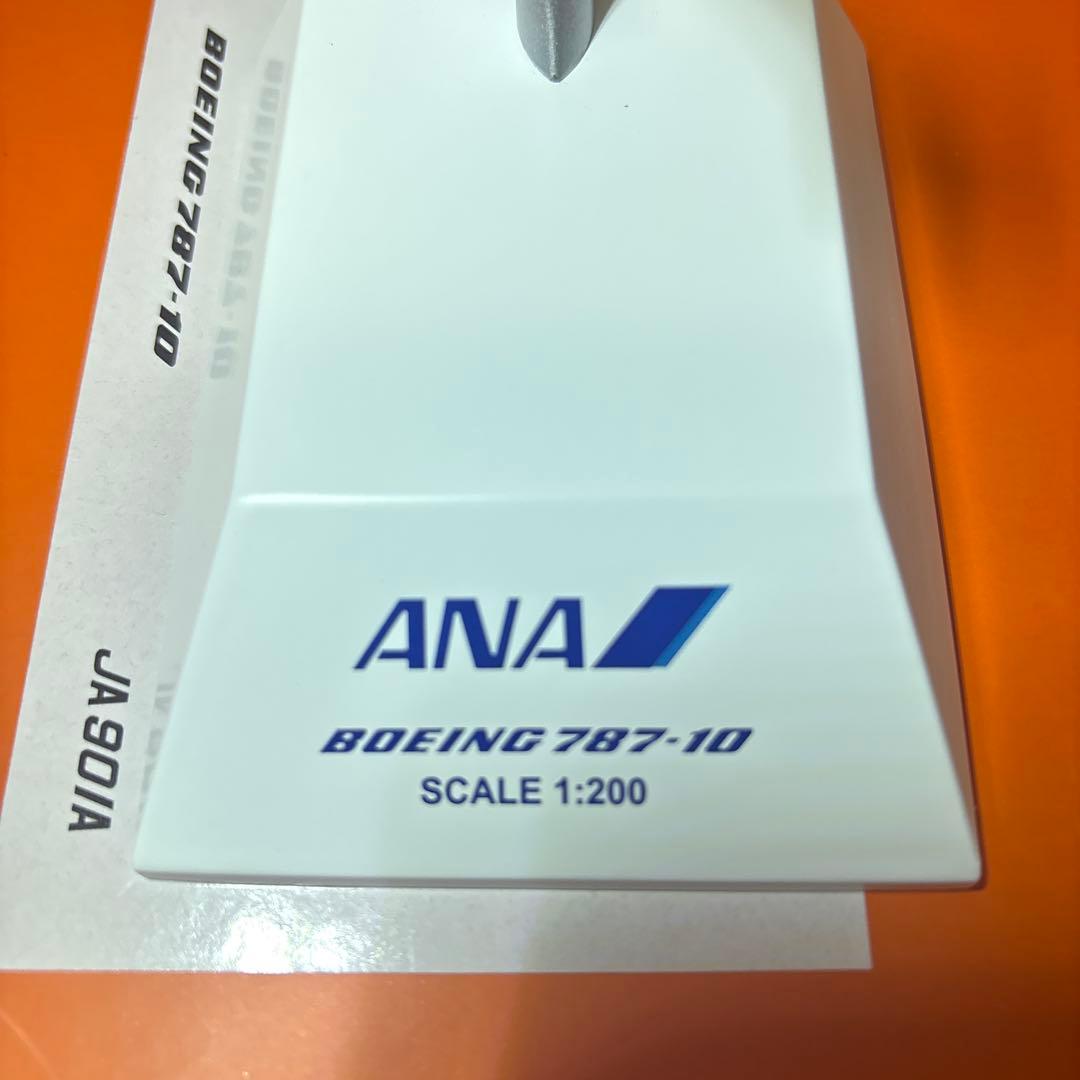 BOEING 787-10
JA901A
ANA
BOEING 787-10
SCALE 1:200